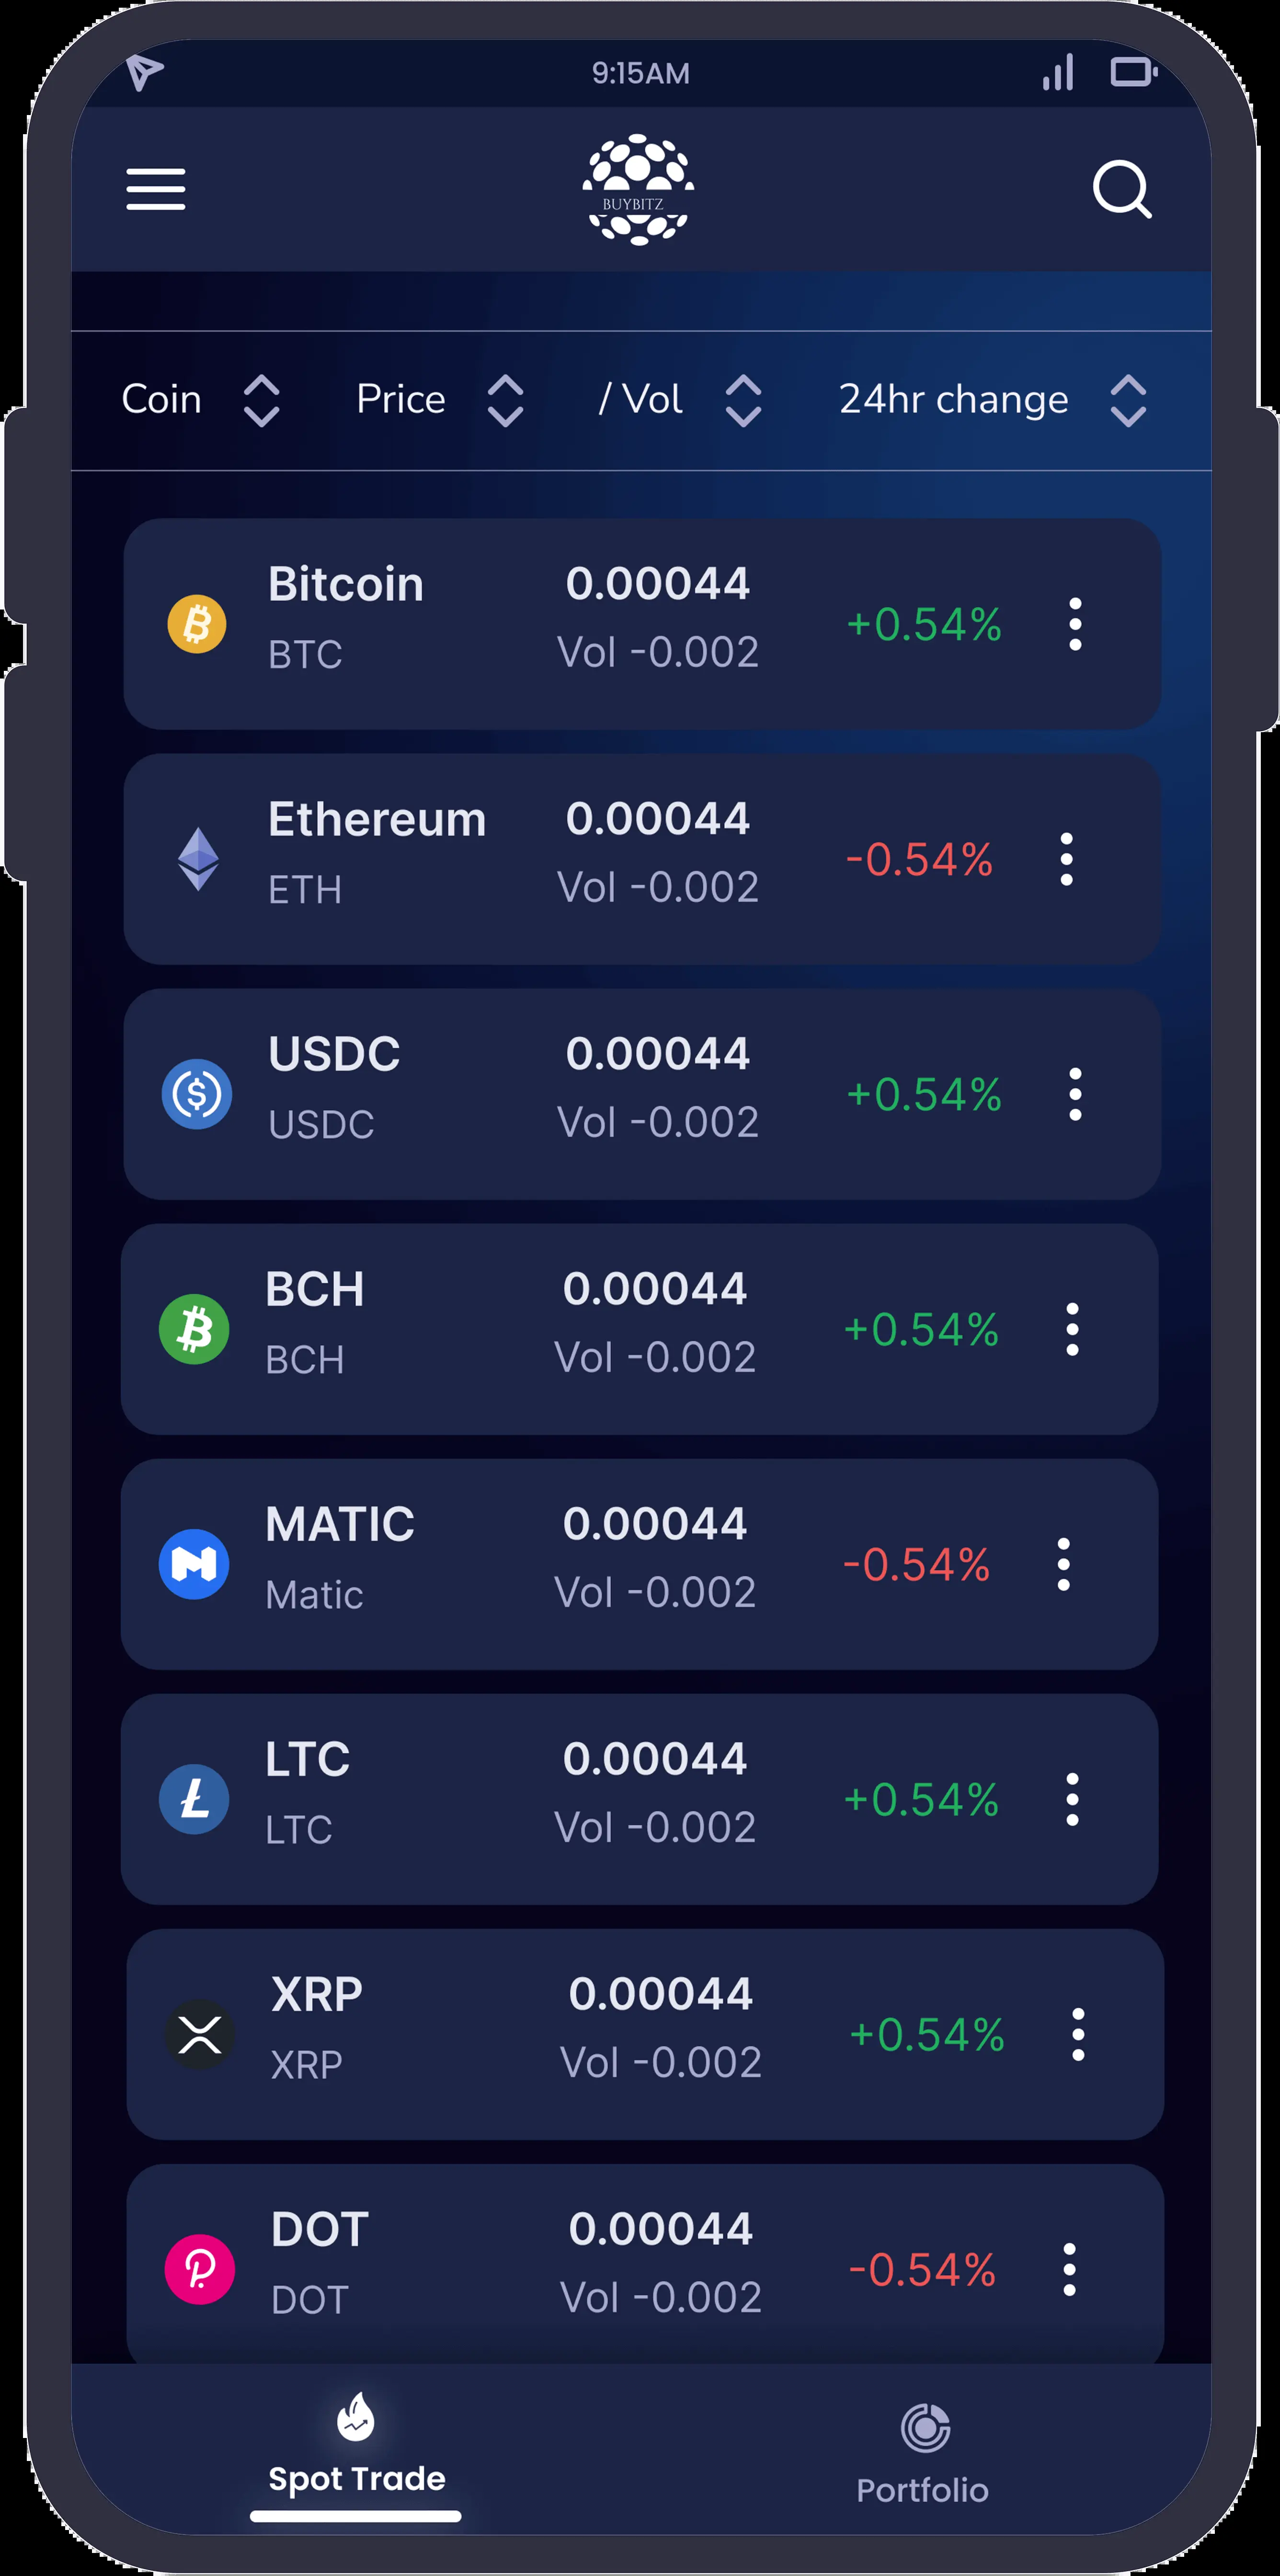 9:15AM
BUYBITZ
Coin Price / Vol 24hr change
Bitcoin 0.00044
BTC Vol -0.002 +0.54%
Ethereum 0.00044
ETH Vol -0.002 -0.54%
USDC 0.00044
USDC Vol -0.002 +0.54%
BCH 0.00044
BCH Vol -0.002 +0.54%
MATIC 0.00044
Matic Vol -0.002 -0.54%
LTC 0.00044
LTC Vol -0.002 +0.54%
XRP 0.00044
XRP Vol -0.002 +0.54%
DOT 0.00044
DOT Vol -0.002 -0.54%
Spot Trade Portfolio